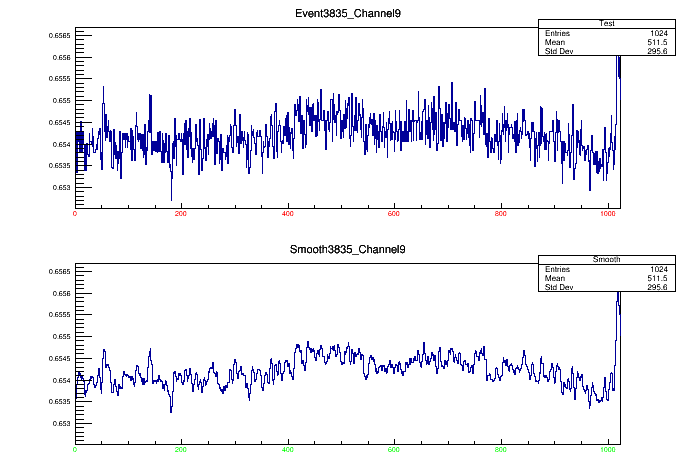 Event3835_Channel9
Test
Entries 1024
Mean 511.5
Std Dev 295.6
0.6565
0.656
0.6555
0.655
0.6545
0.654
0.6535
0.653
0 200 400 600 800 1000
Smooth3835_Channel9
Smooth
Entries 1024
Mean 511.5
Std Dev 295.6
0.6565
0.656
0.6555
0.655
0.6545
0.654
0.6535
0.653
0 200 400 600 800 1000